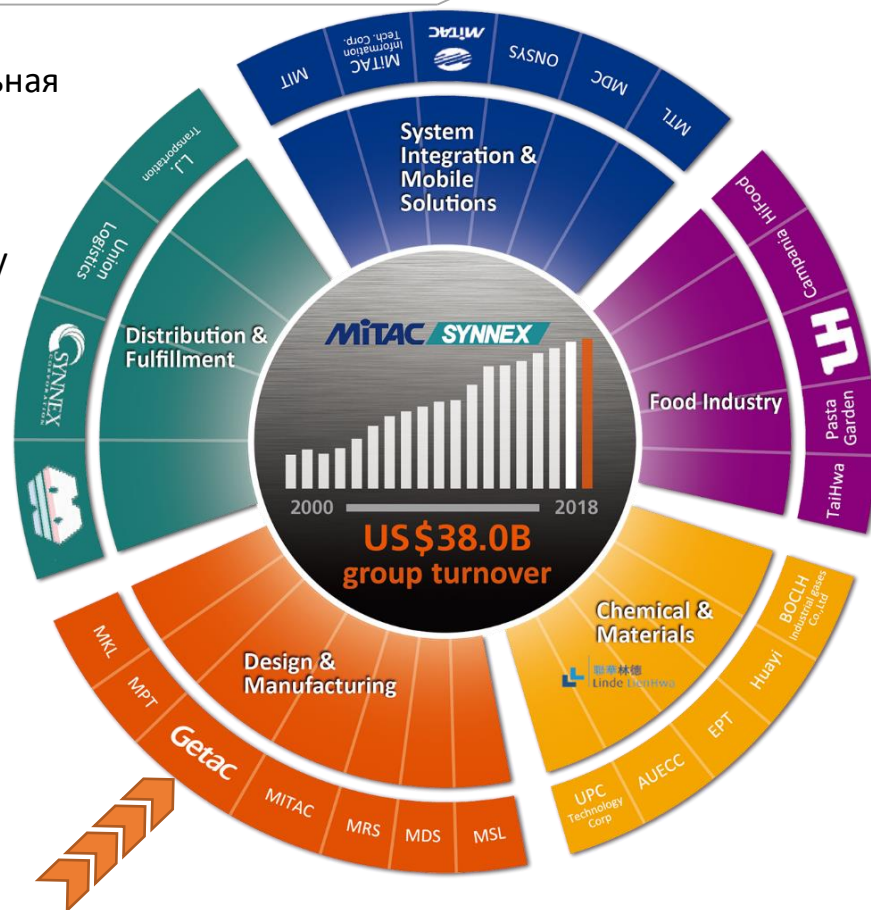 ьная
у
MIT
MiTAC
Information
Tech. Corp.
MiTAC
ONSYS
MDC
MTL
System
Integration &
Mobile
Solutions
L.J.
Transportation
Union
Logistics
SYNNEX
CORPORATION
Distribution &
Fulfillment
HiFood
Campania
Pasta
Garden
TaiHwa
Food Industry
MiTAC SYNNEX
2000
2018
US$38.0B
group turnover
Chemical &
Materials
聯華林德
Linde LienHwa
BOCLH
Industrial gases
Co.,Ltd
Huayi
EPT
AUECC
UPC
Technology
Corp
Design &
Manufacturing
MKL
MPT
Getac
MITAC
MRS
MDS
MSL